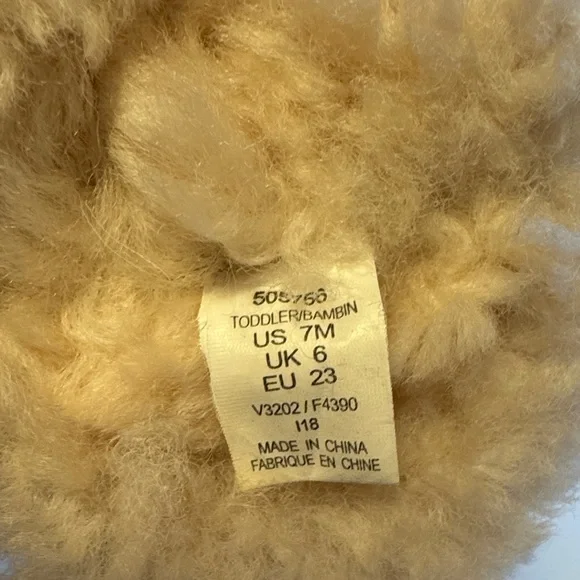 TODDLER/BAMBIN
US 7M
UK 6
EU 23
V3202 / F4390
I18
MADE IN CHINA
FABRIQUE EN CHINE